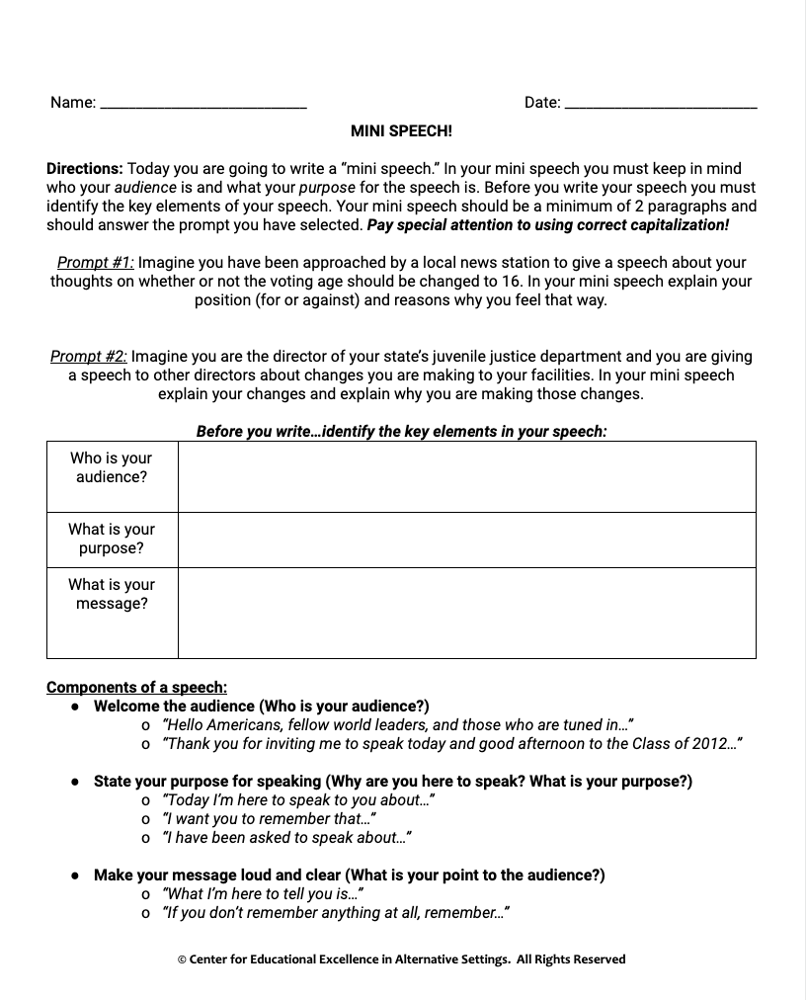 Name: __________________________ Date: ________________________
MINI SPEECH!
Directions: Today you are going to write a “mini speech.” In your mini speech you must keep in mind
who your audience is and what your purpose for the speech is. Before you write your speech you must
identify the key elements of your speech. Your mini speech should be a minimum of 2 paragraphs and
should answer the prompt you have selected. Pay special attention to using correct capitalization!
Prompt #1: Imagine you have been approached by a local news station to give a speech about your
thoughts on whether or not the voting age should be changed to 16. In your mini speech explain your
position (for or against) and reasons why you feel that way.
Prompt #2: Imagine you are the director of your state’s juvenile justice department and you are giving
a speech to other directors about changes you are making to your facilities. In your mini speech
explain your changes and explain why you are making those changes.
Before you write…identify the key elements in your speech:
Who is your
audience?
What is your
purpose?
What is your
message?
Components of a speech:
● Welcome the audience (Who is your audience?)
o “Hello Americans, fellow world leaders, and those who are tuned in…”
o “Thank you for inviting me to speak today and good afternoon to the Class of 2012…”
● State your purpose for speaking (Why are you here to speak? What is your purpose?)
o “Today I’m here to speak to you about…”
o “I want you to remember that…”
o “I have been asked to speak about…”
● Make your message loud and clear (What is your point to the audience?)
o “What I’m here to tell you is…”
o “If you don’t remember anything at all, remember…”
© Center for Educational Excellence in Alternative Settings. All Rights Reserved